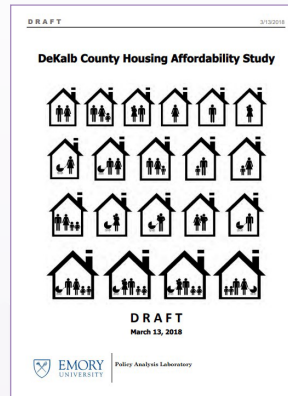 DRAFT 3/13/2018
DeKalb County Housing Affordability Study
DRAFT
March 13, 2018
EMORY
UNIVERSITY
Policy Analysis Laboratory